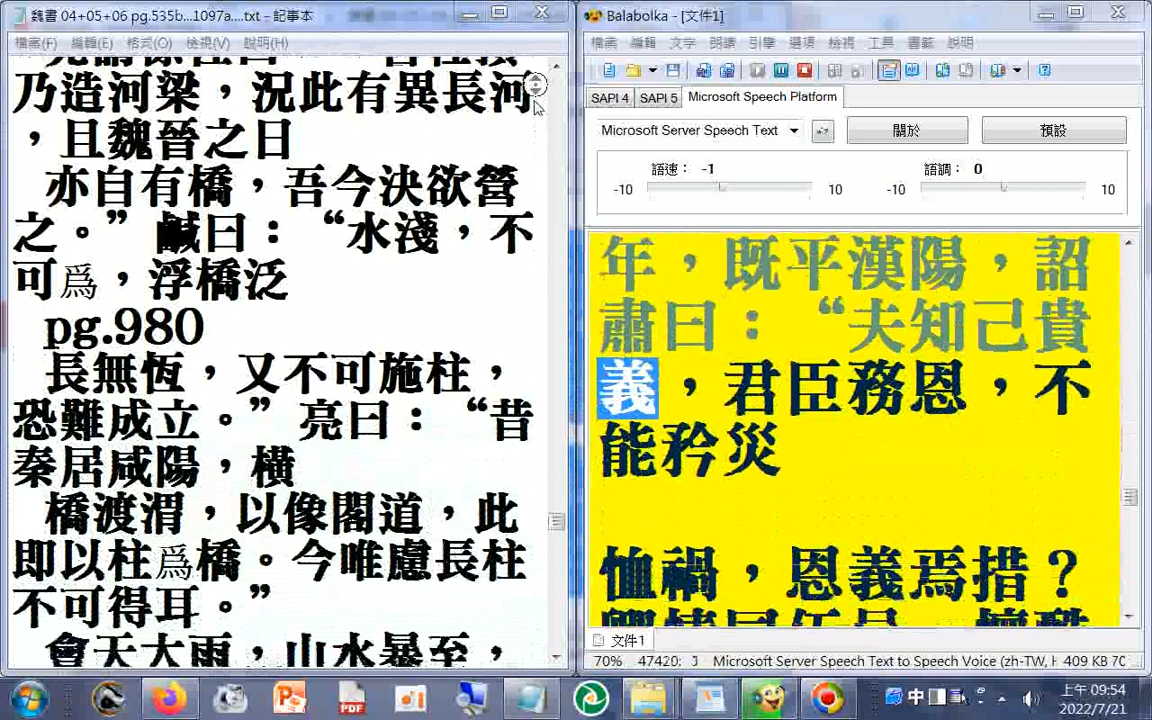 魏書 04+05+06 pg.535b...1097a....txt - 記事本
檔案(F) 編輯(E) 格式(O) 檢視(V) 說明(H)
乃造河梁，況此有異長河
，且魏晉之日
亦自有橋，吾今決欲營
之。”鹹曰：“水淺，不
可爲，浮橋泛
pg.980
長無恆，又不可施柱，
恐難成立。”亮曰：“昔
秦居咸陽，橫
橋渡渭，以像閣道，此
即以柱爲橋。今唯慮長柱
不可得耳。”
會天大雨，山水暴至，
Balabolka - [文件1]
檔案 編輯 文字 朗讀 引擎 選項 檢視 工具 書籤 說明
SAPI 4 SAPI 5 Microsoft Speech Platform
Microsoft Server Speech Text 關於 預設
語速： -1 語調： 0
-10 10 -10 10
年，既平漢陽，詔
肅曰：“夫知己貴
義，君臣務恩，不
能矜災
恤禍，恩義焉措？
文件1
70% 47420: Microsoft Server Speech Text to Speech Voice (zh-TW, H 409 KB
中
上午 09:54
2022/7/21